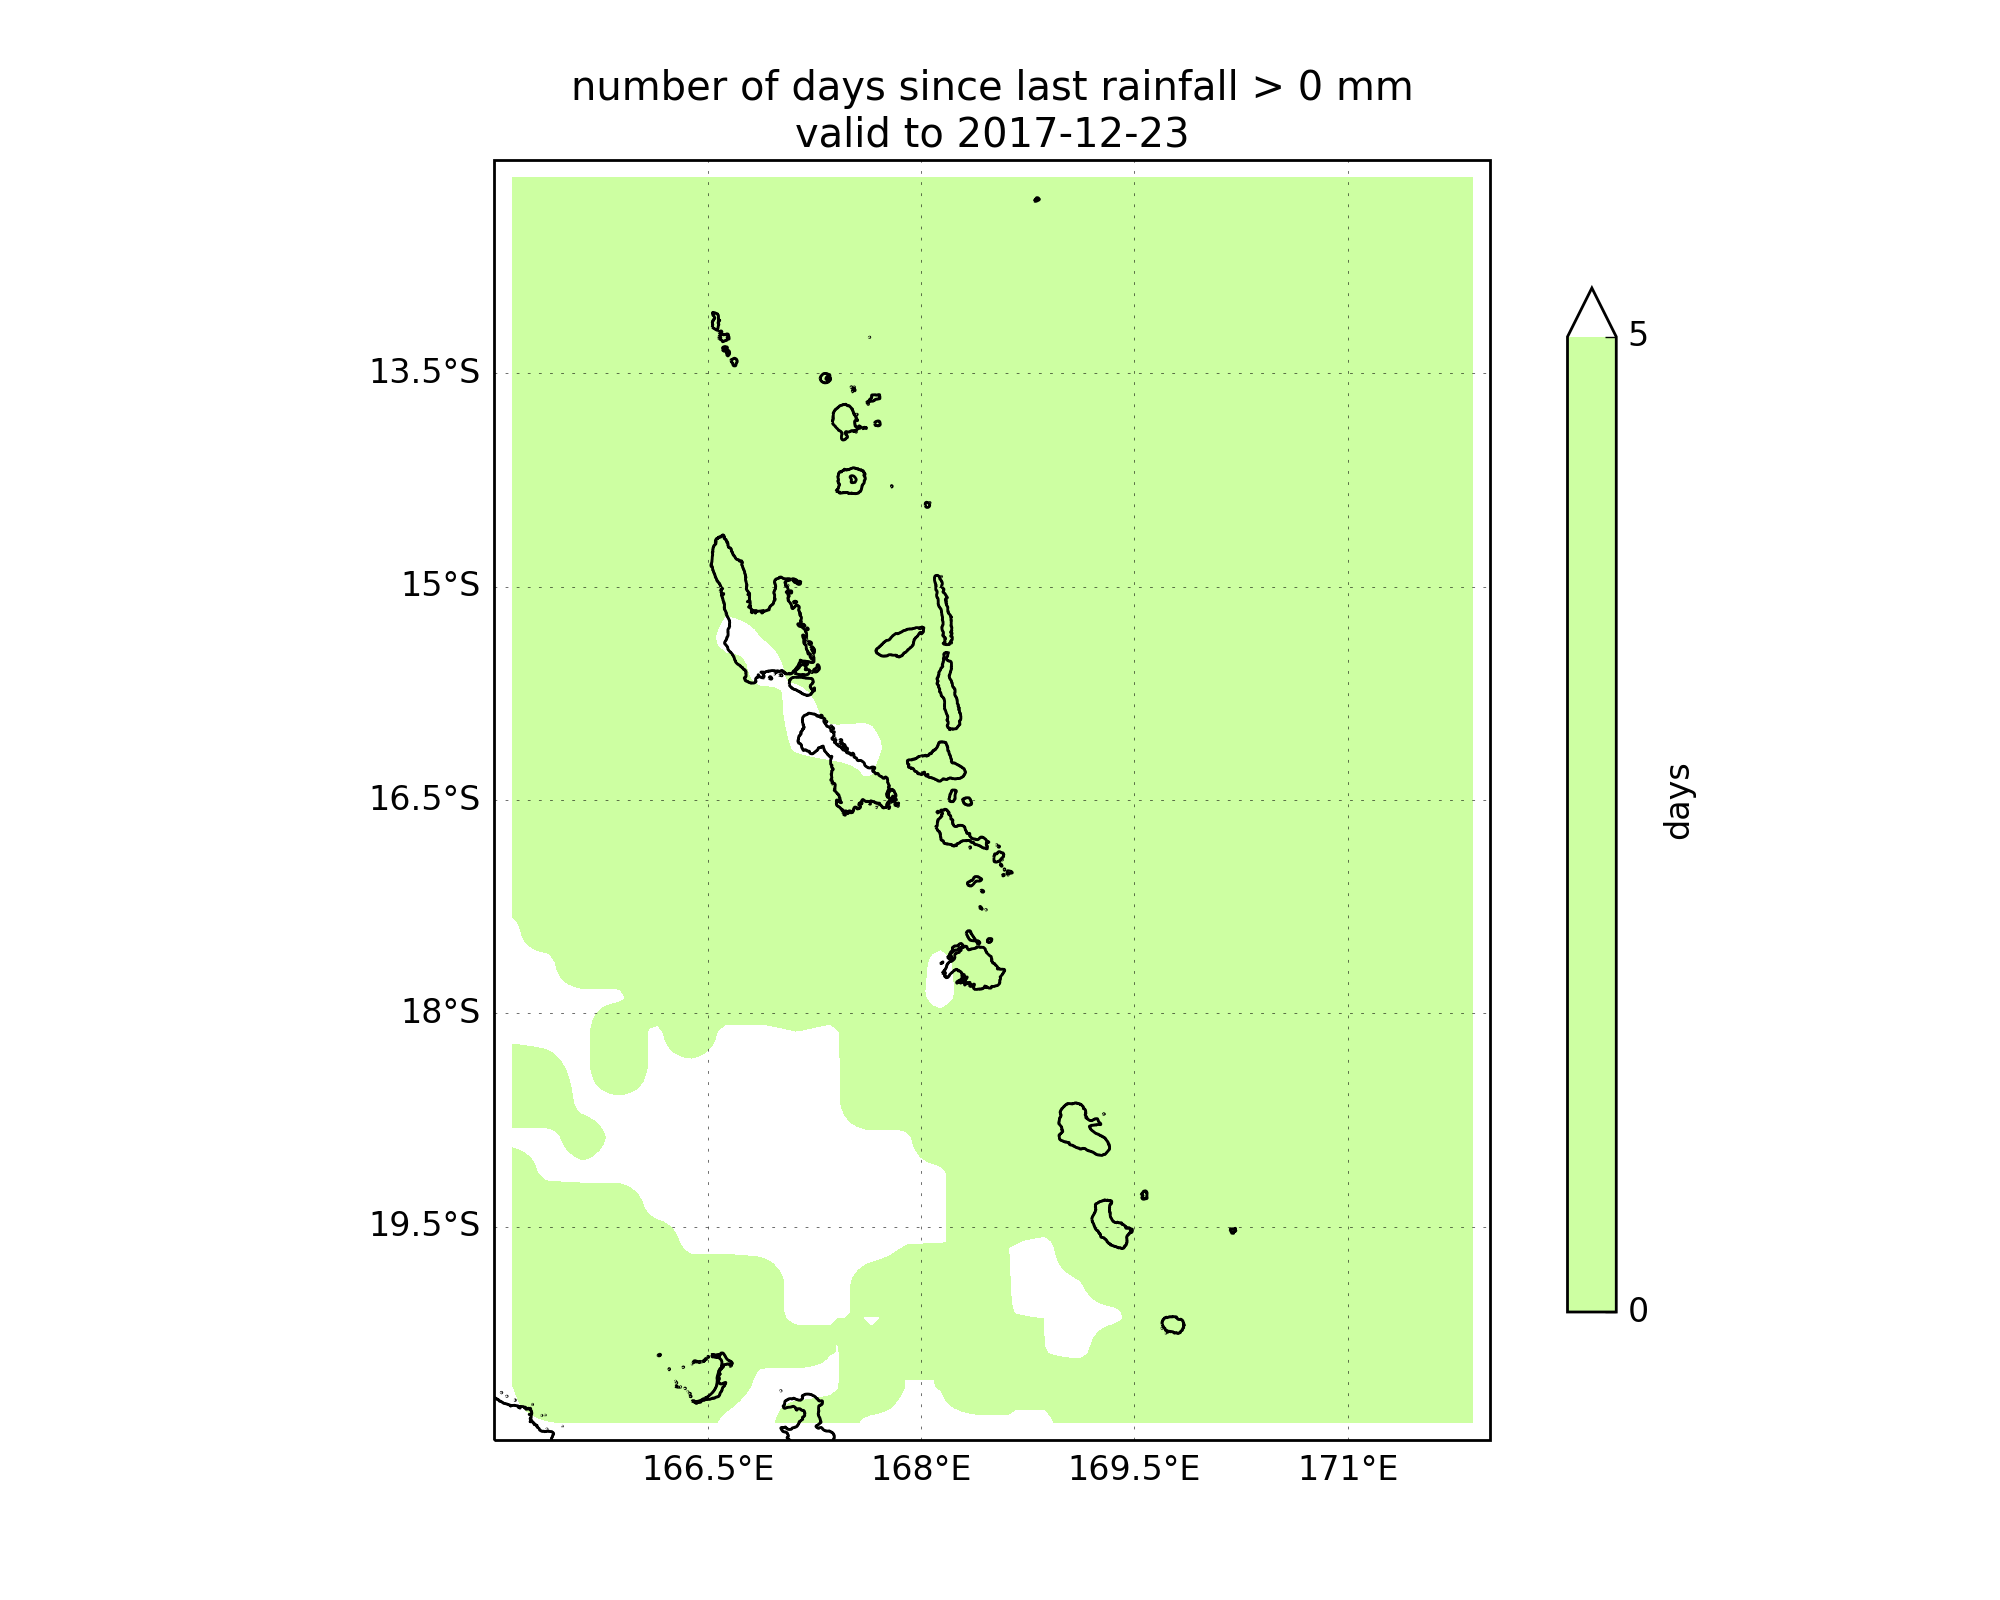 number of days since last rainfall > 0 mm
valid to 2017-12-23
13.5°S
15°S
16.5°S
18°S
19.5°S
166.5°E
168°E
169.5°E
171°E
5
0
days